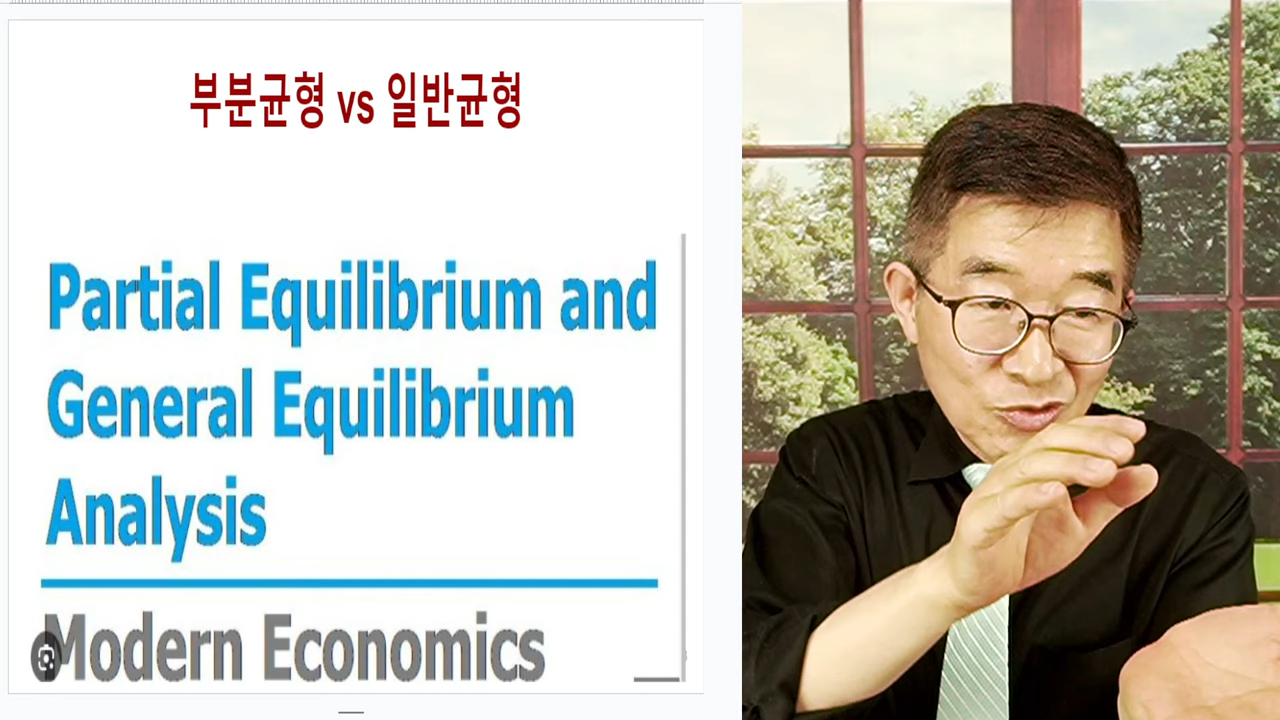 부분균형 vs 일반균형
Partial Equilibrium and
General Equilibrium
Analysis
Modern Economics